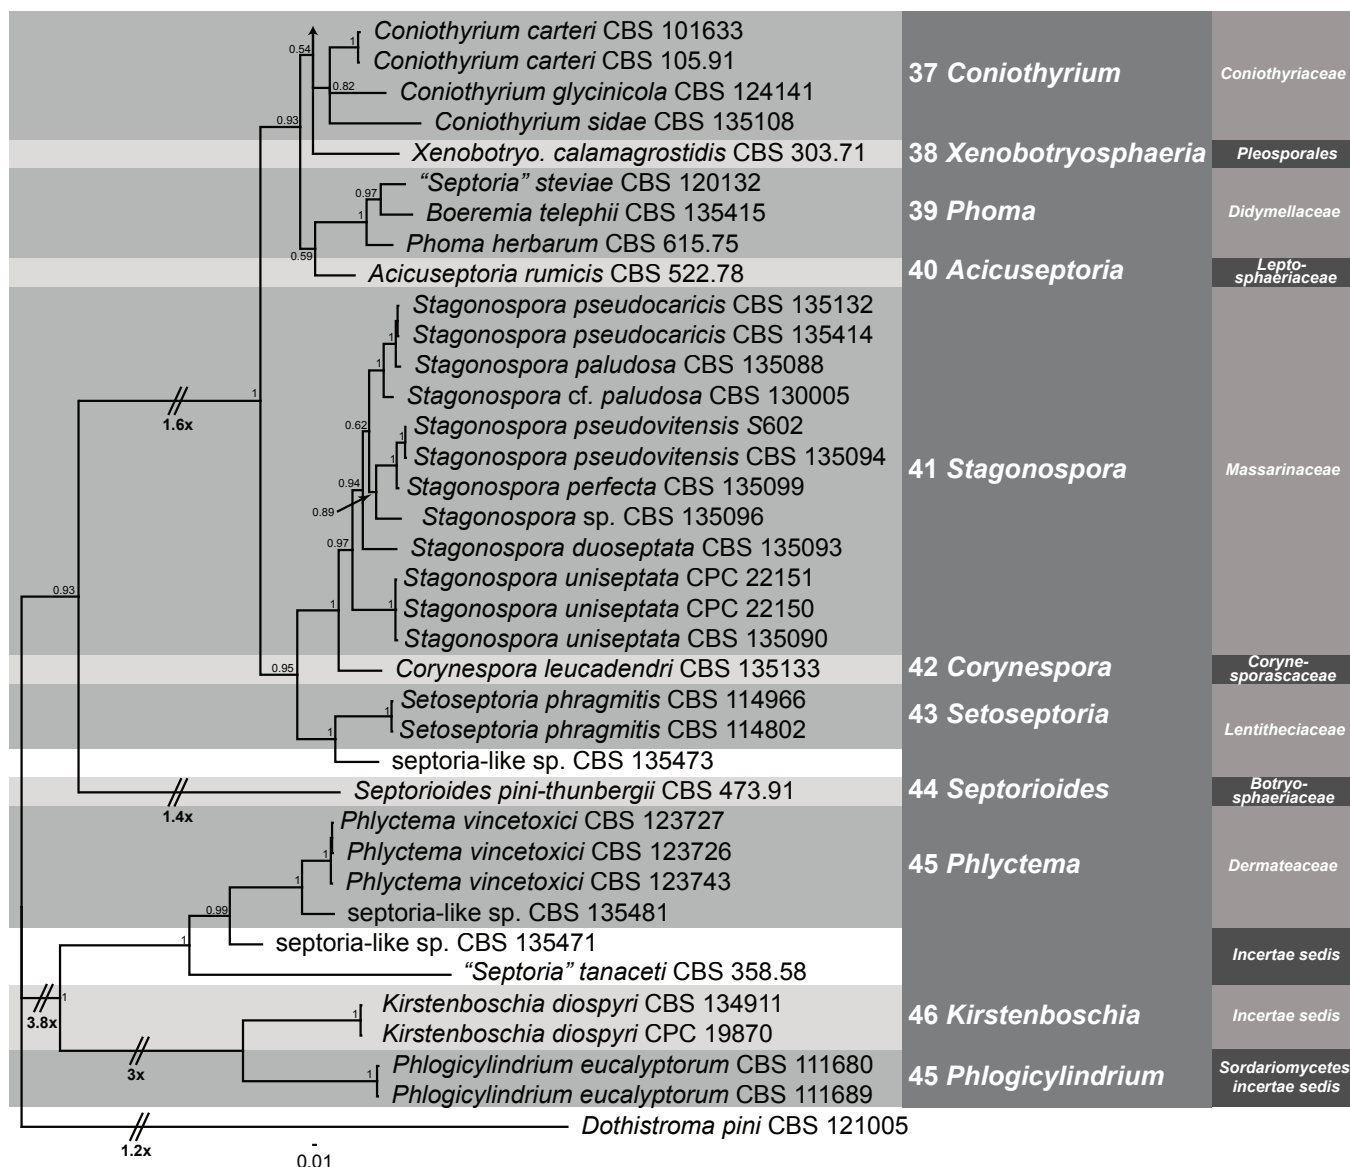 Coniothyrium carteri CBS 101633
Coniothyrium carteri CBS 105.91
Coniothyrium glycinicola CBS 124141
Coniothyrium sidae CBS 135108
Xenobotryo. calamagrostidis CBS 303.71
“Septoria” steviae CBS 120132
Boeremia telephii CBS 135415
Phoma herbarum CBS 615.75
Acicuseptoria rumicis CBS 522.78
Stagonospora pseudocaricis CBS 135132
Stagonospora pseudocaricis CBS 135414
Stagonospora paludosa CBS 135088
Stagonospora cf. paludosa CBS 130005
Stagonospora pseudovitensis S602
Stagonospora pseudovitensis CBS 135094
Stagonospora perfecta CBS 135099
Stagonospora sp. CBS 135096
Stagonospora duoseptata CBS 135093
Stagonospora uniseptata CPC 22151
Stagonospora uniseptata CPC 22150
Stagonospora uniseptata CBS 135090
Corynespora leucadendri CBS 135133
Setoseptoria phragmitis CBS 114966
Setoseptoria phragmitis CBS 114802
septoria-like sp. CBS 135473
Septorioides pini-thunbergii CBS 473.91
Phlyctema vincetoxici CBS 123727
Phlyctema vincetoxici CBS 123726
Phlyctema vincetoxici CBS 123743
septoria-like sp. CBS 135481
septoria-like sp. CBS 135471
“Septoria” tanaceti CBS 358.58
Kirstenboschia diospyri CBS 134911
Kirstenboschia diospyri CPC 19870
Phlogicylindrium eucalyptorum CBS 111680
Phlogicylindrium eucalyptorum CBS 111689
Dothistroma pini CBS 121005
37 Coniothyrium
38 Xenobotryosphaeria
39 Phoma
40 Acicuseptoria
41 Stagonospora
42 Corynespora
43 Setoseptoria
44 Septorioides
45 Phlyctema
46 Kirstenboschia
45 Phlogicylindrium
Coniothyriaceae
Pleosporales
Didymellaceae
Lepto-
sphaeriaceae
Massarinaceae
Coryne-
sporascaceae
Lentitheciaceae
Botryo-
sphaeriaceae
Dermateaceae
Incertae sedis
Incertae sedis
Sordariomycetes
incertae sedis
0.54
1
0.82
0.93
0.97
1
0.59
1
1
1
1.6x
0.62
1
1
0.94
0.89
0.97
1
1
0.93
0.95
1
1
1.4x
1
1
0.99
1
3.8x
1
1
3x
1
1.2x
0.01